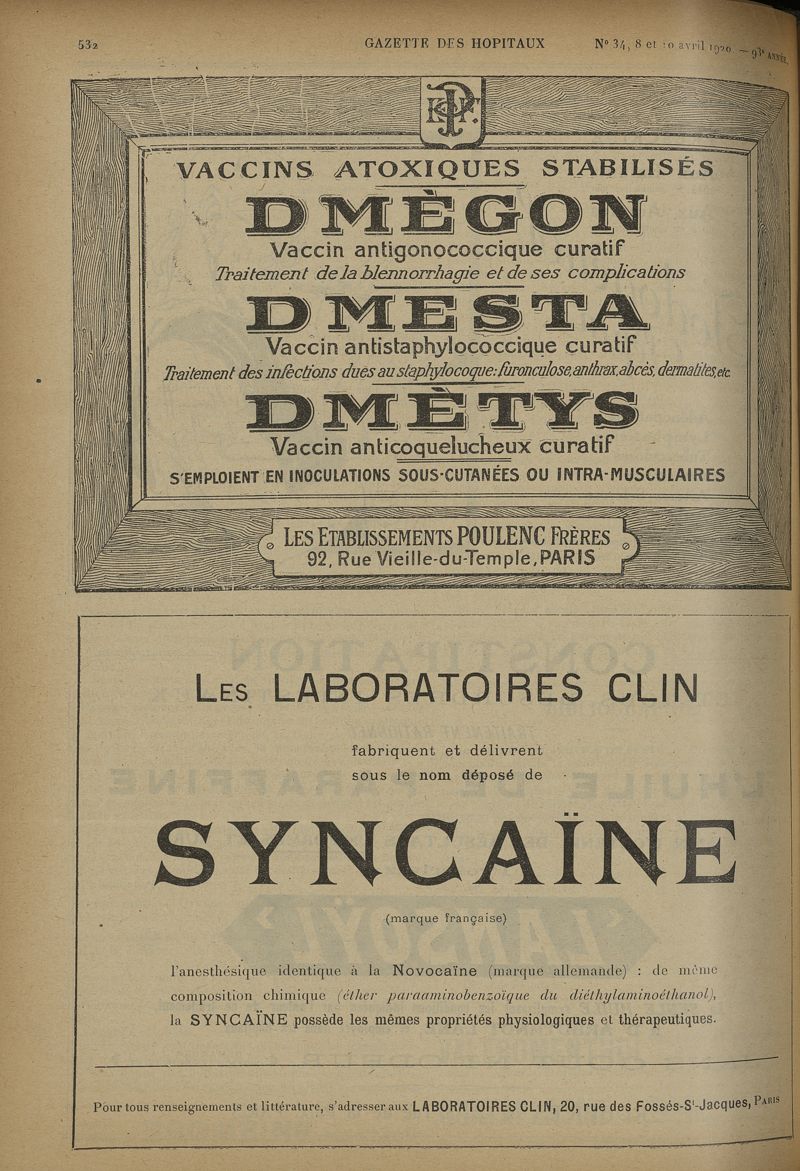 532
GAZETTE DES HOPITAUX
N° 34, 8 et 10 avril 1920 — 93e ANNÉE.
VACCINS ATOXIQUES STABILISÉS
DMÈGON
Vaccin antigonococcique curatif
Traitement de la blennorrhagie et de ses complications
DMESTA
Vaccin antistaphylococcique curatif
Traitement des infections dues au staphylocoque: furonculose, anthrax, abcès, dermatites, etc.
DMÈTYS
Vaccin anticoquelucheux curatif
S'EMPLOIENT EN INOCULATIONS SOUS-CUTANÉES OU INTRA-MUSCULAIRES
LES ETABLISSEMENTS POULENC FRÈRES
92, Rue Vieille-du-Temple, PARIS
LES LABORATOIRES CLIN
fabriquent et délivrent
sous le nom déposé de
SYNCAÏNE
(marque française)
l'anesthésique identique à la Novocaïne (marque allemande) : de même
composition chimique (éther paraaminobenzoïque du diéthylaminoéthanol),
la SYNCAÏNE possède les mêmes propriétés physiologiques et thérapeutiques.
Pour tous renseignements et littérature, s'adresser aux LABORATOIRES CLIN, 20, rue des Fossés-St-Jacques, PARIS